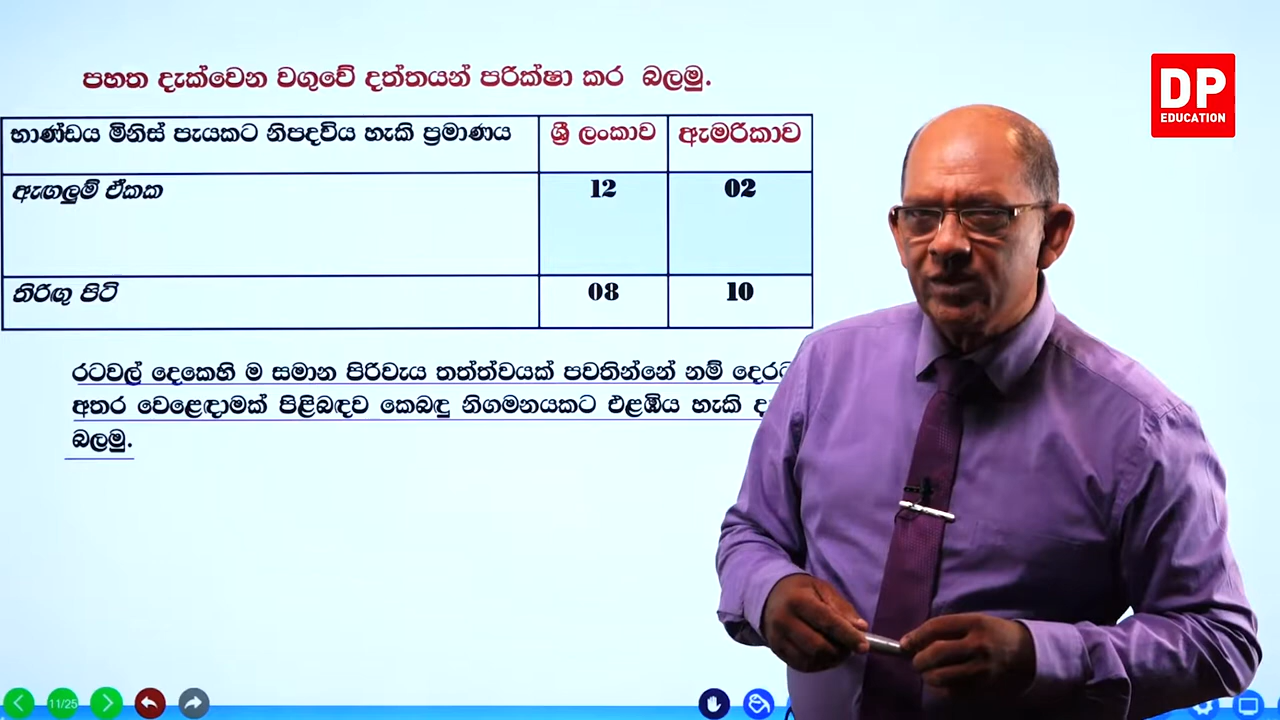 පහත දැක්වෙන වගුවේ දත්තයන් පරික්ෂා කර බලමු.
DP
EDUCATION
භාණ්ඩය මිනිස් පැයකට නිපදවිය හැකි ප්‍රමාණය ශ්‍රී ලංකාව ඇමරිකාව
ඇඟලුම් ඒකක 12 02
තිරිඟු පිටි 08 10
රටවල් දෙකෙහි ම සමාන පිරිවැය තත්ත්වයක් පවතින්නේ නම්
අතර වෙළෙඳාමක් පිළිබඳව කෙබඳු නිගමනයකට එළඹිය හැකි
බලමු.
11/25